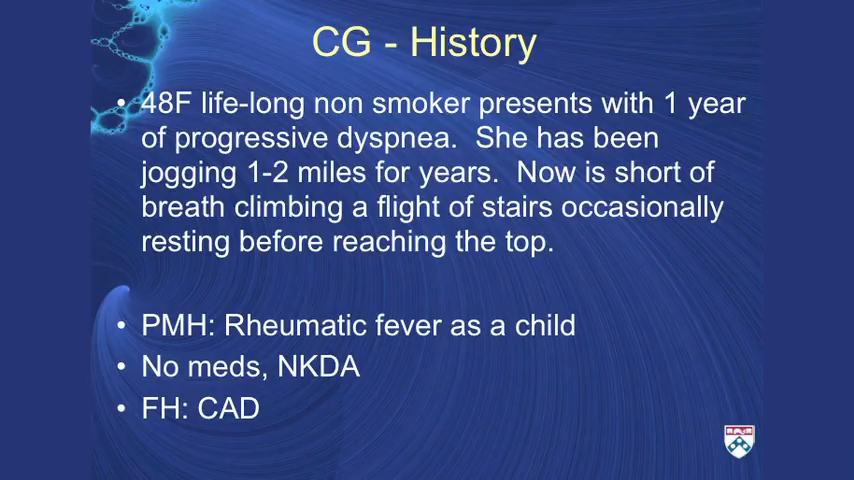 CG - History
• 48F life-long non smoker presents with 1 year
of progressive dyspnea.  She has been
jogging 1-2 miles for years.  Now is short of
breath climbing a flight of stairs occasionally
resting before reaching the top.
• PMH: Rheumatic fever as a child
• No meds, NKDA
• FH: CAD